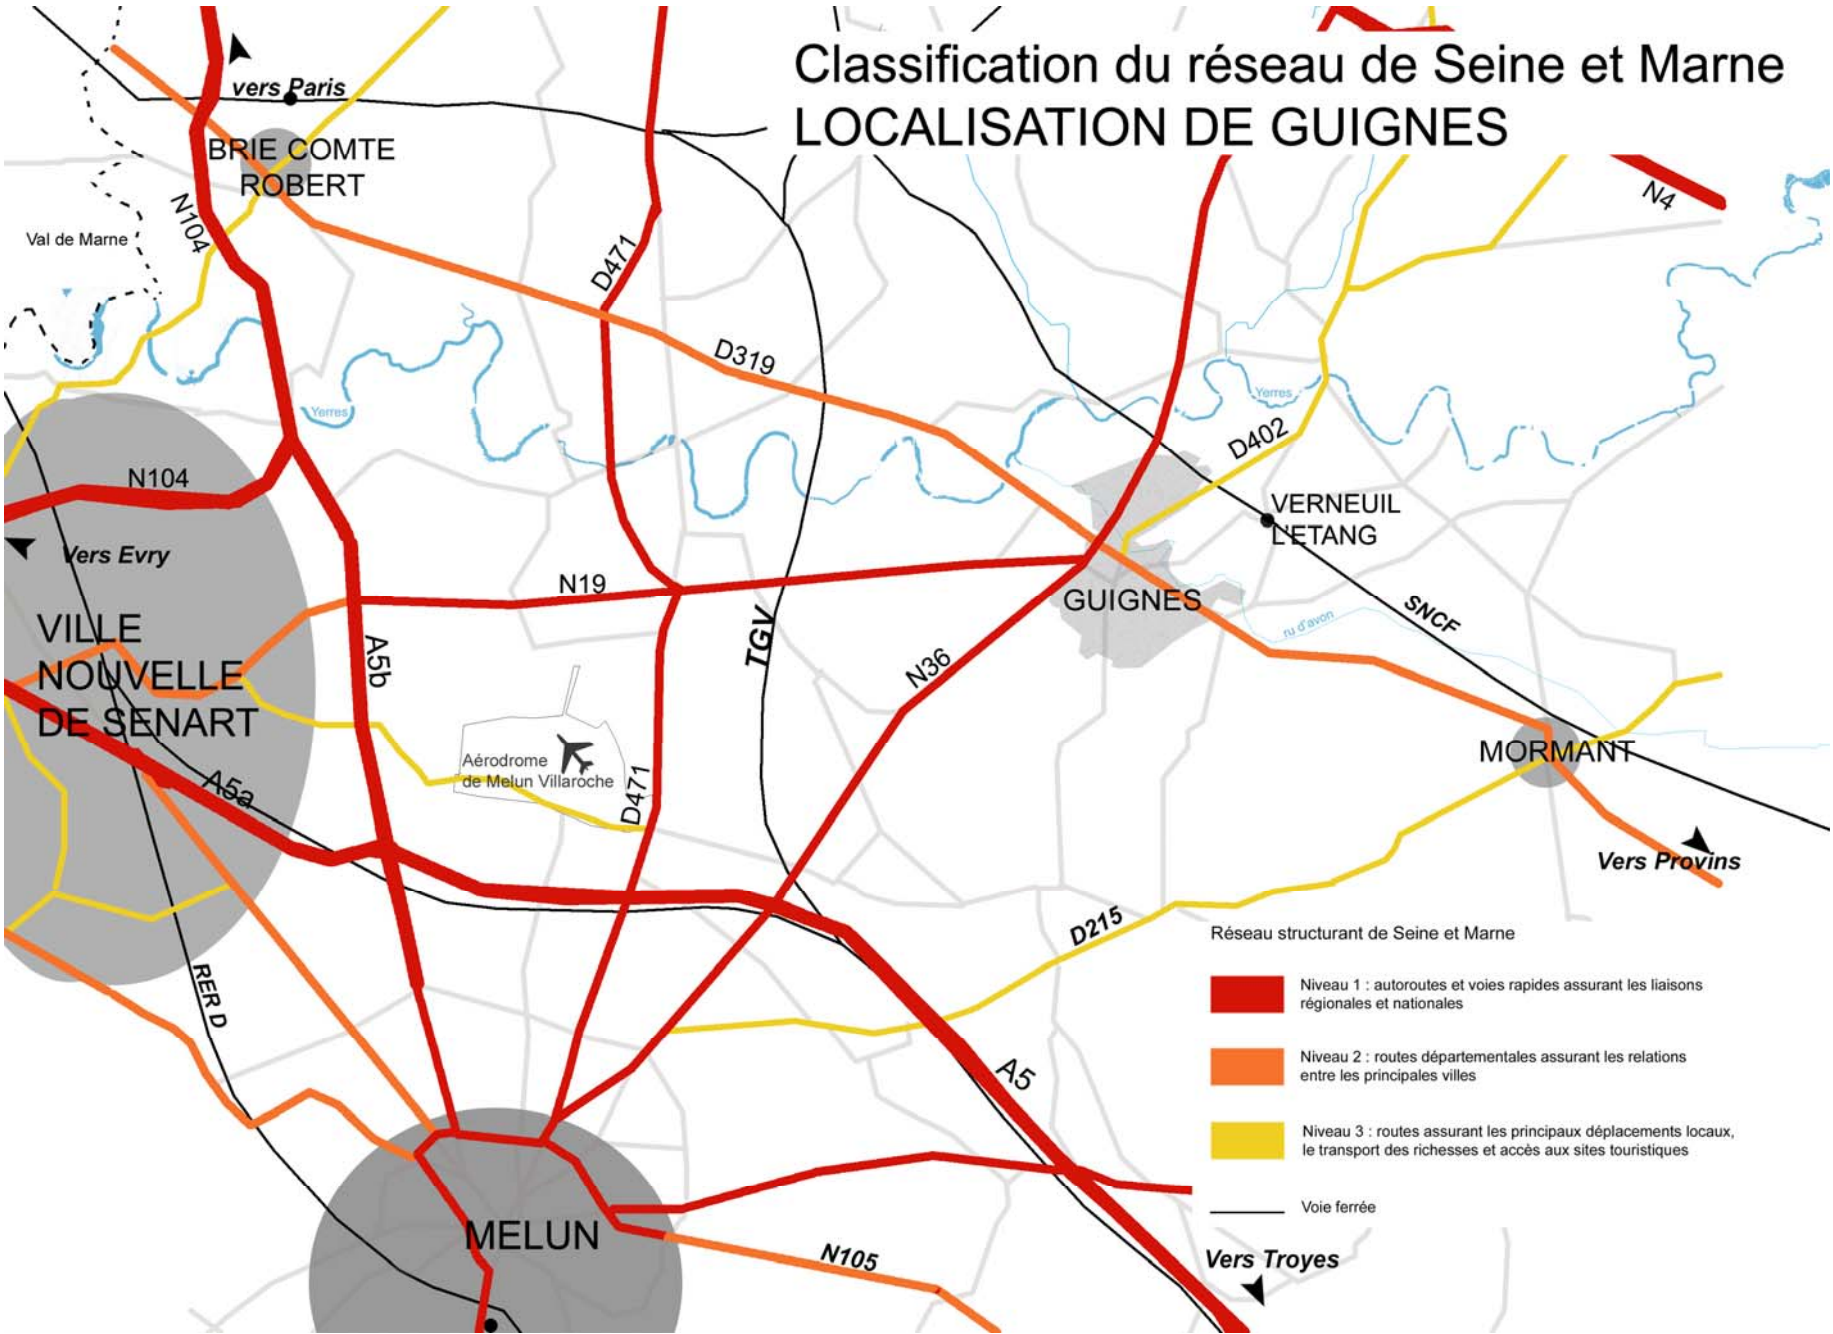 Classification du réseau de Seine et Marne
LOCALISATION DE GUIGNES
vers Paris
BRIE COMTE
ROBERT
N4
N104
Val de Marne
D471
D319
Yerres
Yerres
D402
N104
VERNEUIL
L'ETANG
Vers Evry
N19
GUIGNES
SNCF
ru d'avon
VILLE
NOUVELLE
DE SENART
A5b
TGV
N36
MORMANT
Aérodrome
de Melun Villaroche
D471
A5a
Vers Provins
D215
RER D
Réseau structurant de Seine et Marne
Niveau 1 : autoroutes et voies rapides assurant les liaisons
régionales et nationales
Niveau 2 : routes départementales assurant les relations
entre les principales villes
A5
Niveau 3 : routes assurant les principaux déplacements locaux,
le transport des richesses et accès aux sites touristiques
Voie ferrée
MELUN
N105
Vers Troyes